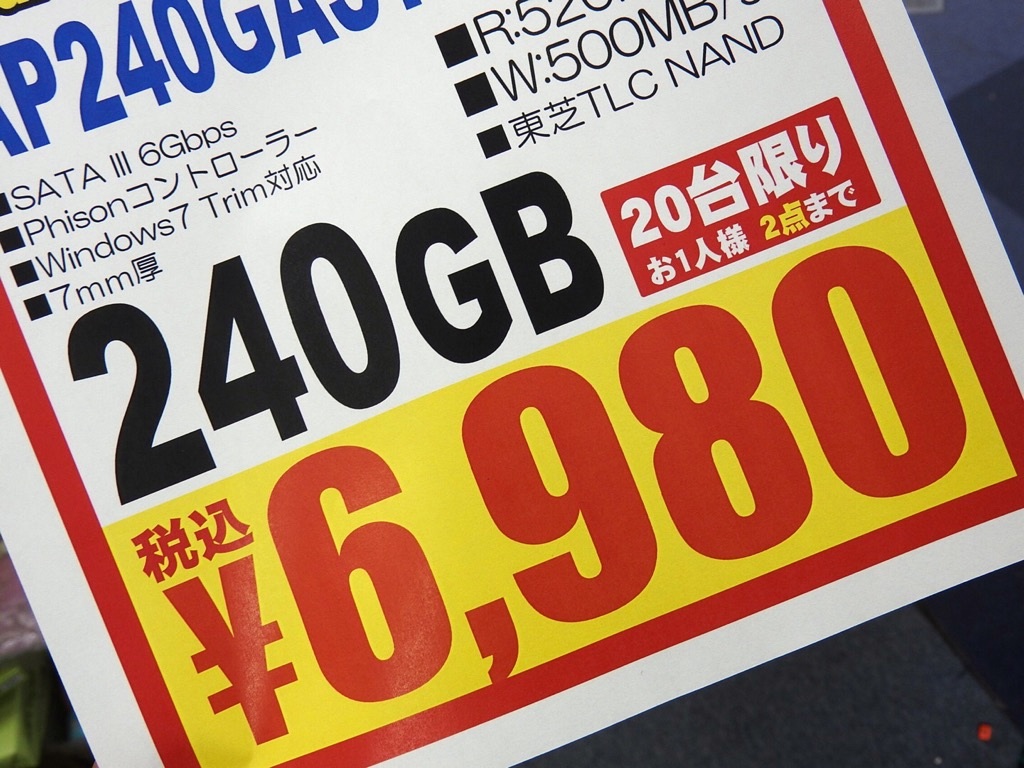 AP240GAS
R:520
W:500MB/
東芝TLC NAND
SATA III 6Gbps
Phisonコントローラー
Windows7 Trim対応
7mm厚
20台限り
お1人様 2点まで
240GB
税込
¥6,980